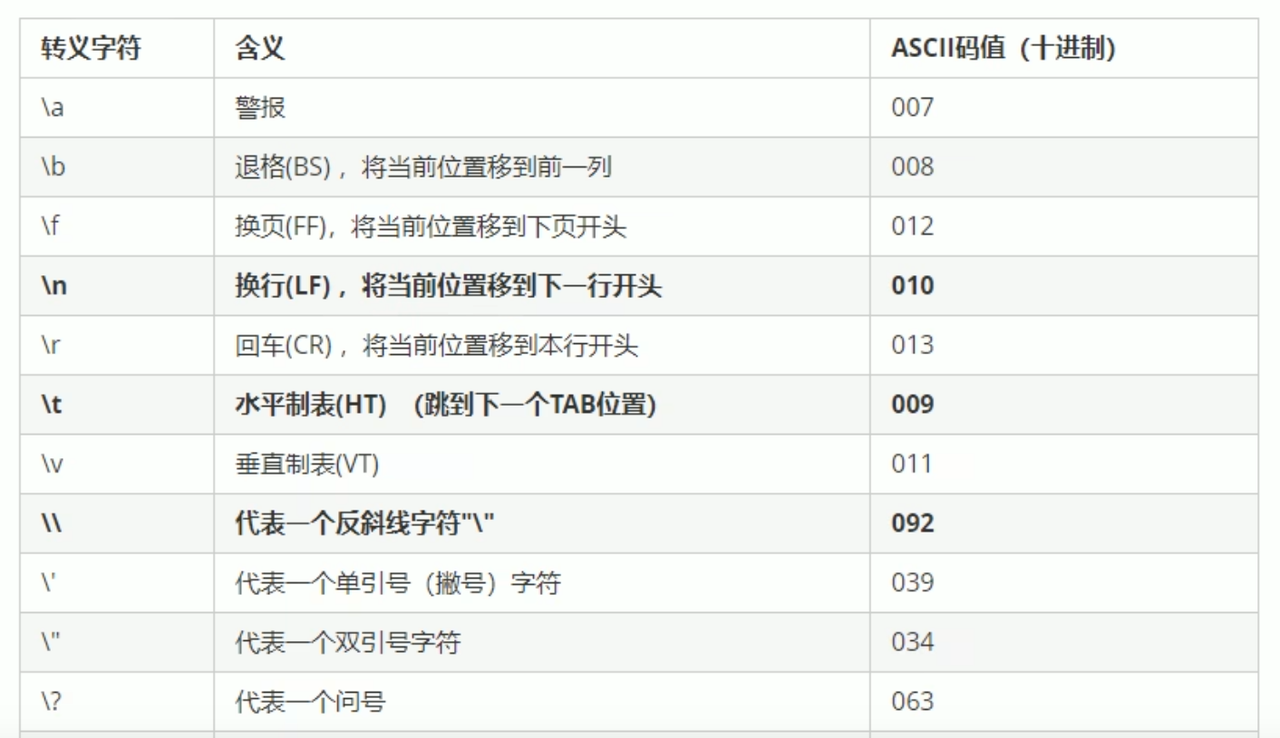 转义字符 含义 ASCII码值（十进制）
\a 警报 007
\b 退格(BS) ，将当前位置移到前一列 008
\f 换页(FF)，将当前位置移到下页开头 012
\n 换行(LF) ，将当前位置移到下一行开头 010
\r 回车(CR) ，将当前位置移到本行开头 013
\t 水平制表(HT) （跳到下一个TAB位置） 009
\v 垂直制表(VT) 011
\\ 代表一个反斜线字符"\" 092
\' 代表一个单引号（撇号）字符 039
\" 代表一个双引号字符 034
\? 代表一个问号 063